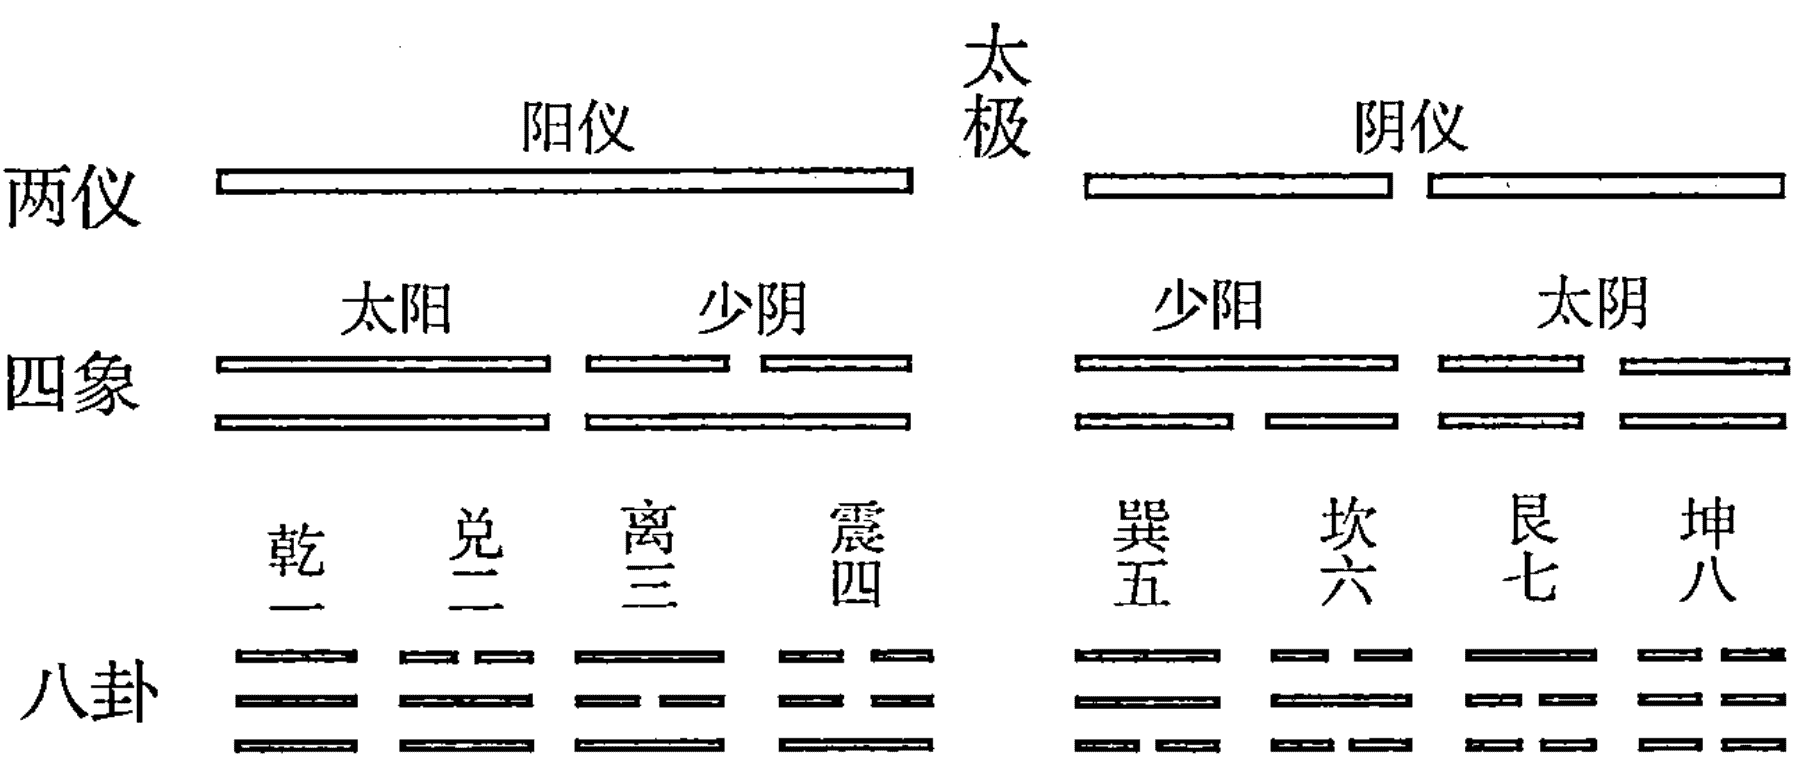 太极
阳仪
阴仪
两仪
太阳
少阴
少阳
太阴
四象
乾一
兑二
离三
震四
巽五
坎六
艮七
坤八
八卦